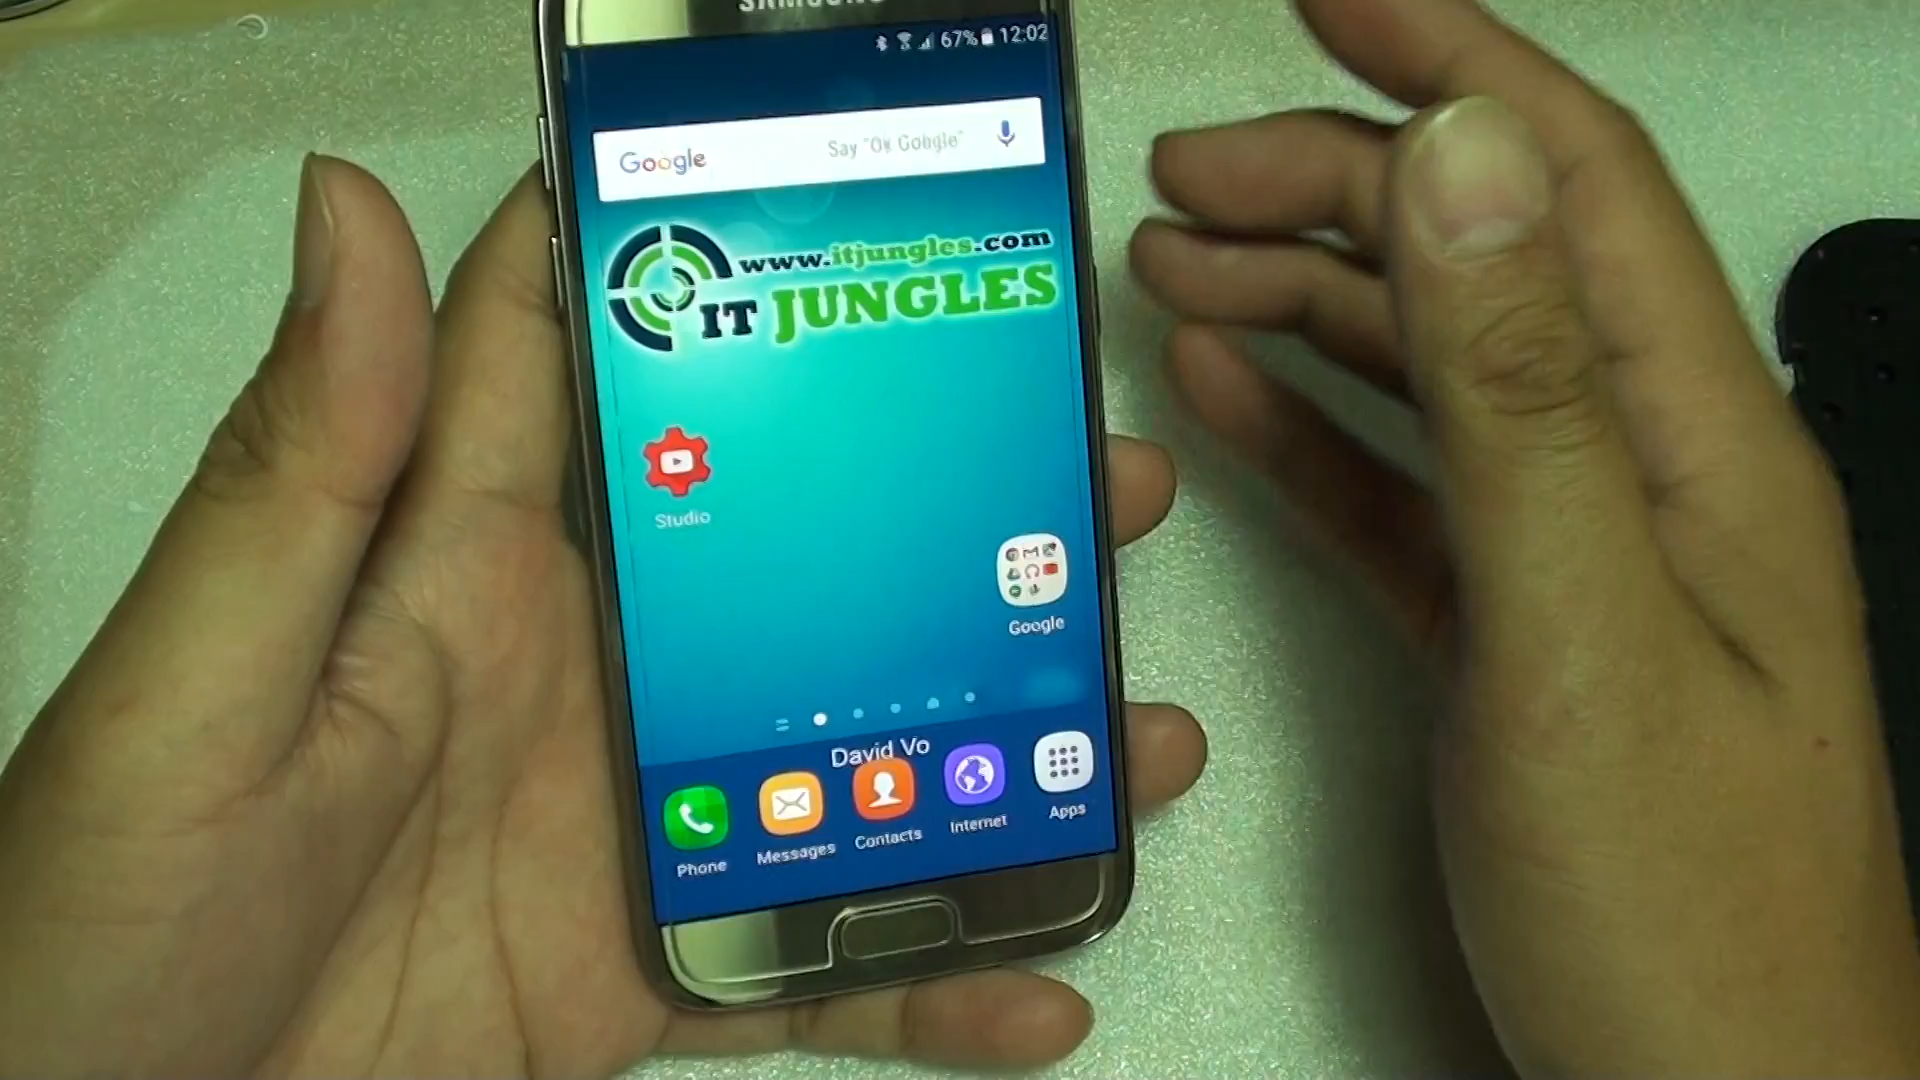 SAMSUNG
67% 12:02
Google Say "Ok Google"
www.itjungles.com
IT JUNGLES
Studio
Google
David Vo
Phone Messages Contacts Internet Apps